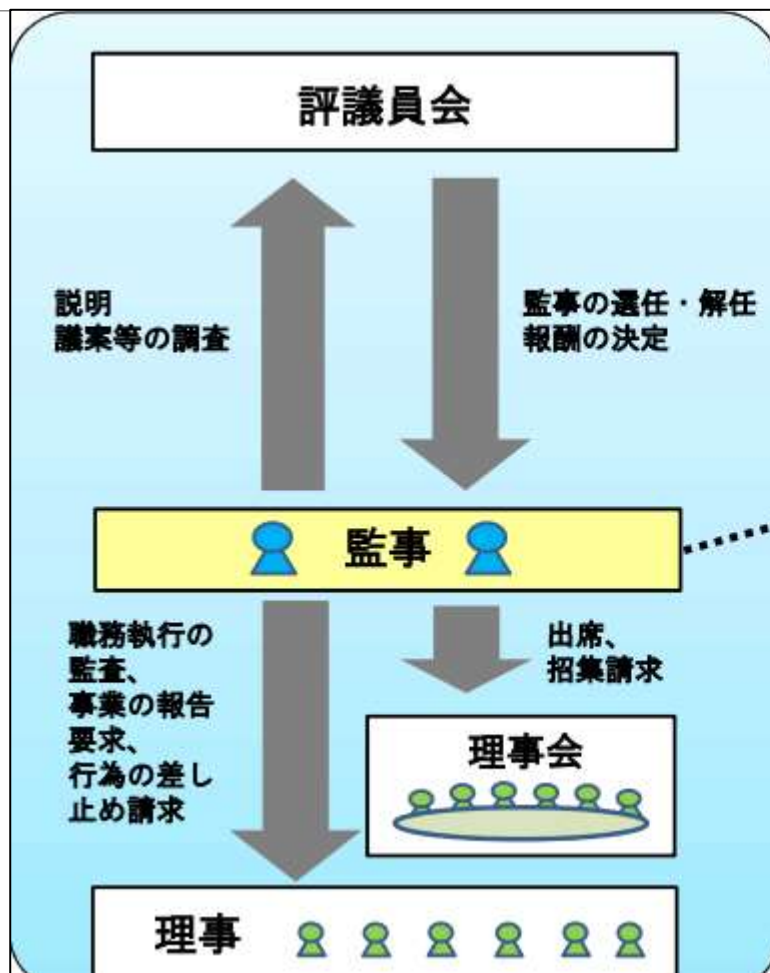 評議員会
説明
議案等の調査
監事の選任・解任
報酬の決定
監事
職務執行の
監査、
事業の報告
要求、
行為の差し
止め請求
出席、
招集請求
理事会
理事